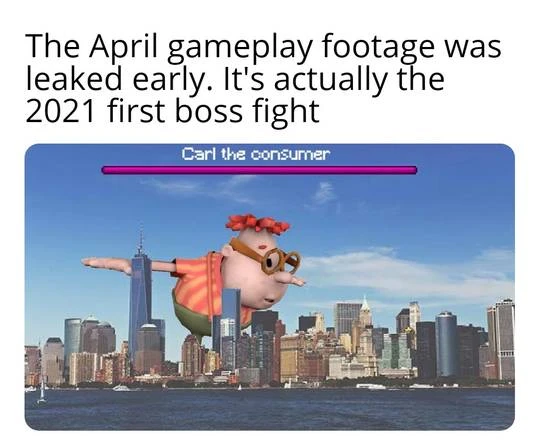 The April gameplay footage was
leaked early. It's actually the
2021 first boss fight
Carl the consumer